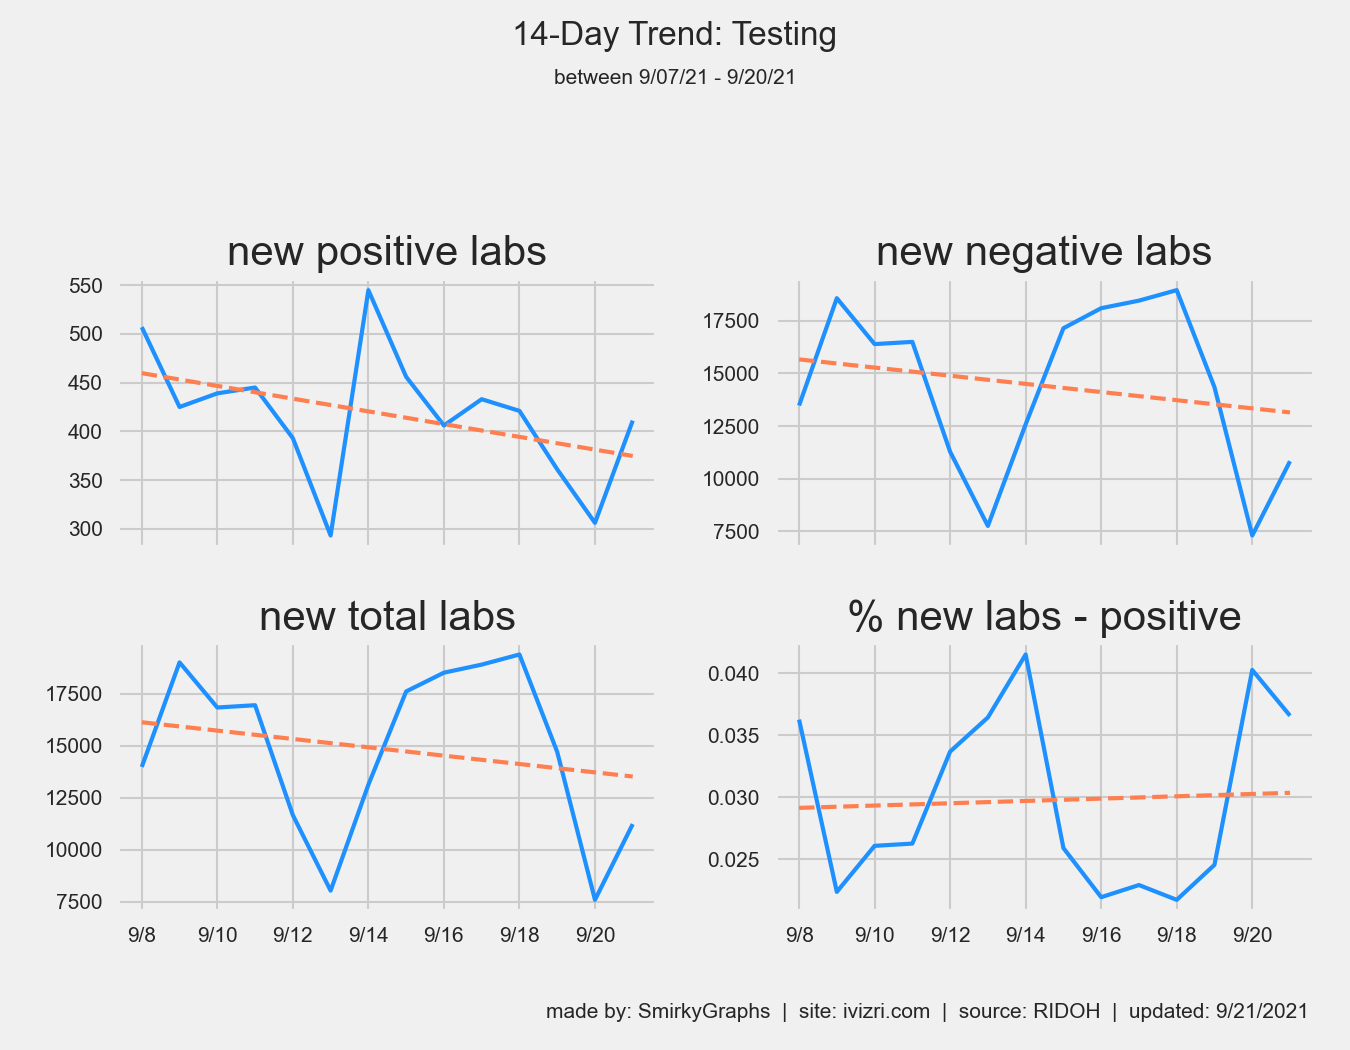 14-Day Trend: Testing
between 9/07/21 - 9/20/21
new positive labs
550
500
450
400
350
300
new negative labs
17500
15000
12500
10000
7500
new total labs
17500
15000
12500
10000
7500
9/8 9/10 9/12 9/14 9/16 9/18 9/20
% new labs - positive
0.040
0.035
0.030
0.025
9/8 9/10 9/12 9/14 9/16 9/18 9/20
made by: SmirkyGraphs | site: ivizri.com | source: RIDOH | updated: 9/21/2021